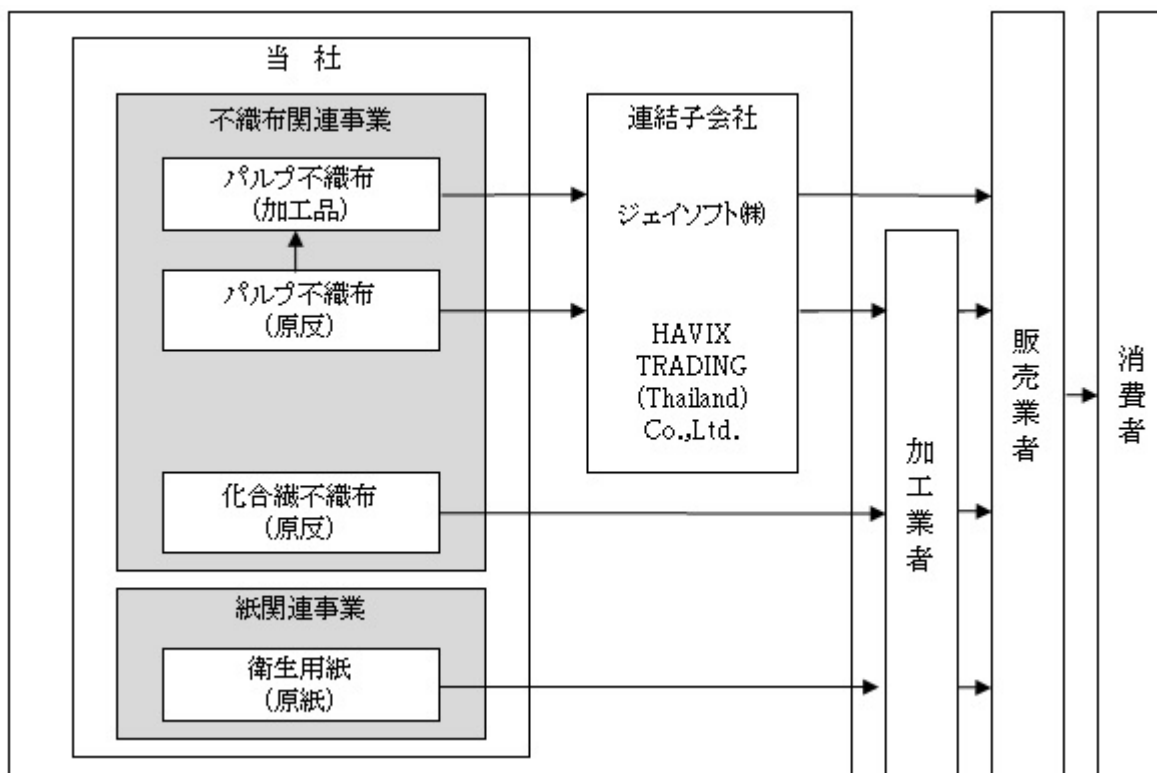 当 社
不織布関連事業
パルプ不織布
(加工品)
パルプ不織布
(原反)
化合繊不織布
(原反)
紙関連事業
衛生用紙
(原紙)
連結子会社
ジェイソフト㈱
HAVIX
TRADING
(Thailand)
Co.,Ltd.
加工業者
販売業者
消費者